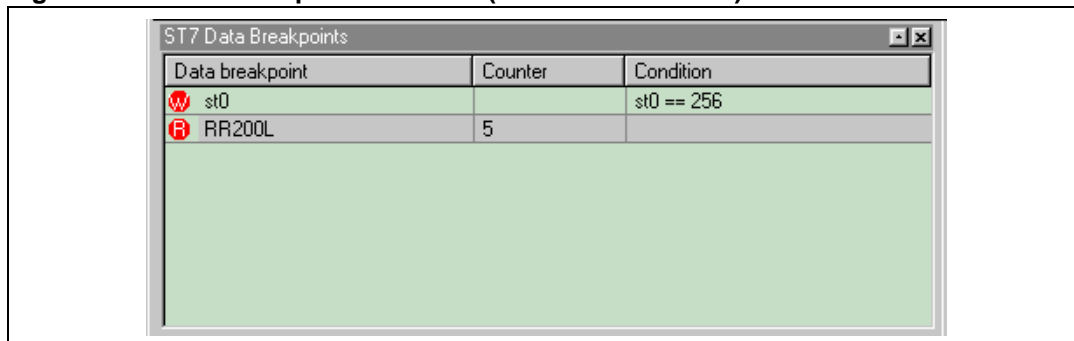 ST7 Data Breakpoints
Data breakpoint Counter Condition
W st0 st0 == 256
R RR200L 5